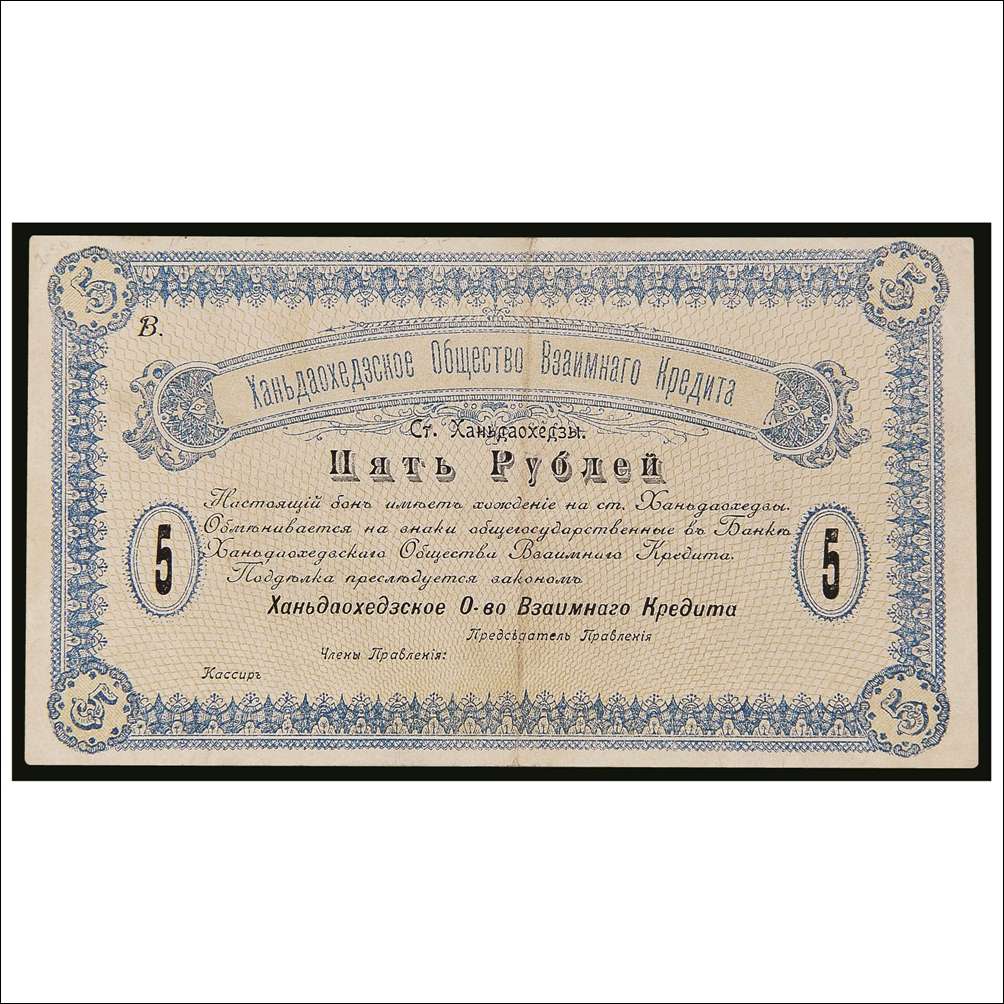 5 5
В.
Ханьдаохедзское Общество Взаимнаго Кредита
Ст. Ханьдаохедзы.
Пять Рублей
Настоящій бонъ имѣетъ хожденіе на ст. Ханьдаохедзы.
Обмѣнивается на знаки общегосударственные въ Банкѣ
Ханьдаохедзскаго Общества Взаимнаго Кредита.
Поддѣлка преслѣдуется закономъ
5 5
Ханьдаохедзское О-во Взаимнаго Кредита
Предсѣдатель Правленія
Члены Правленія:
Кассиръ
5 5